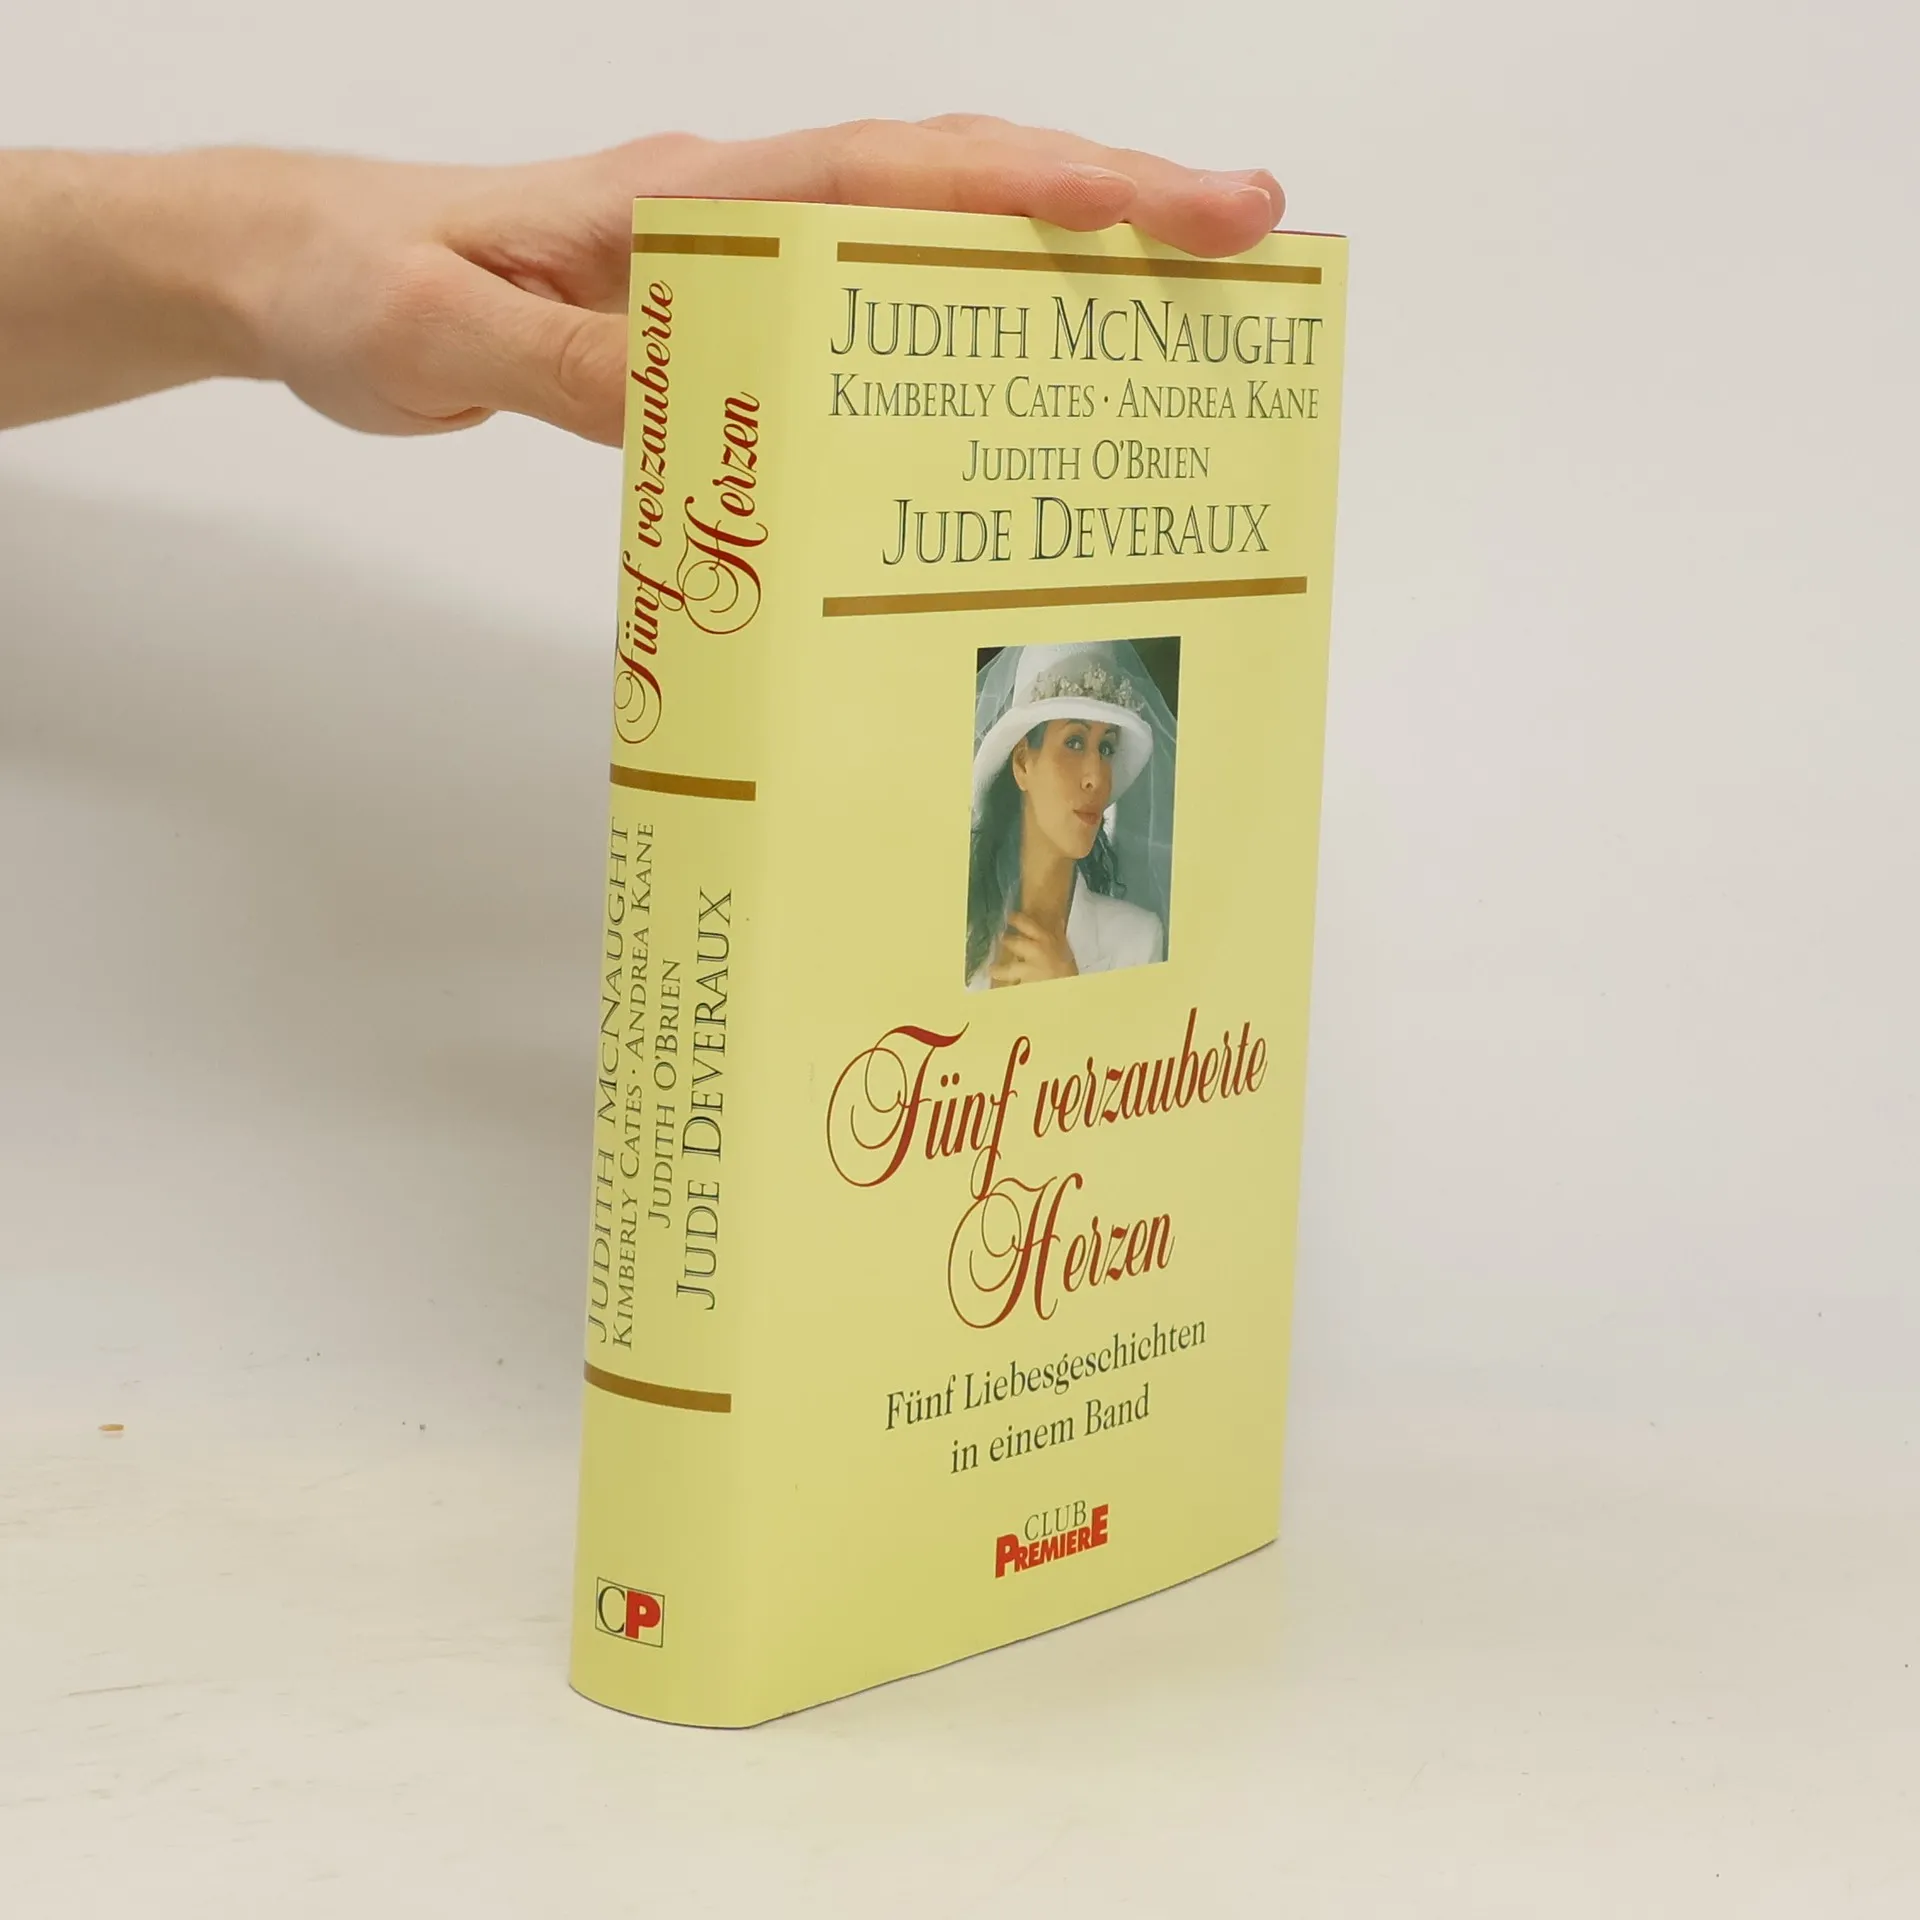 Fünf verzauberte
Herzen
JUDITH MCNAUGHT
KIMBERLY CATES · ANDREA KANE
JUDITH O'BRIEN
JUDE DEVERAUX
CP
JUDITH MCNAUGHT
KIMBERLY CATES · ANDREA KANE
JUDITH O'BRIEN
JUDE DEVERAUX
Fünf verzauberte
Herzen
Fünf Liebesgeschichten
in einem Band
CLUB
PREMIERE